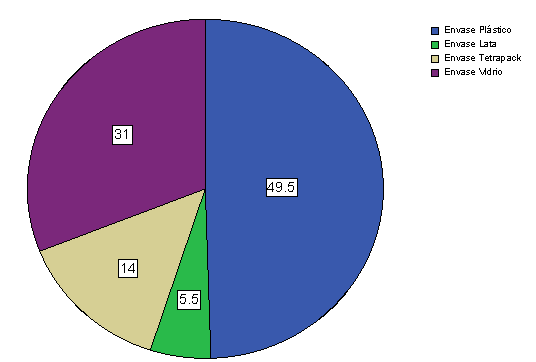 Envase Plástico
Envase Lata
Envase Tetrapack
Envase Vidrio
31
49.5
14
5.5